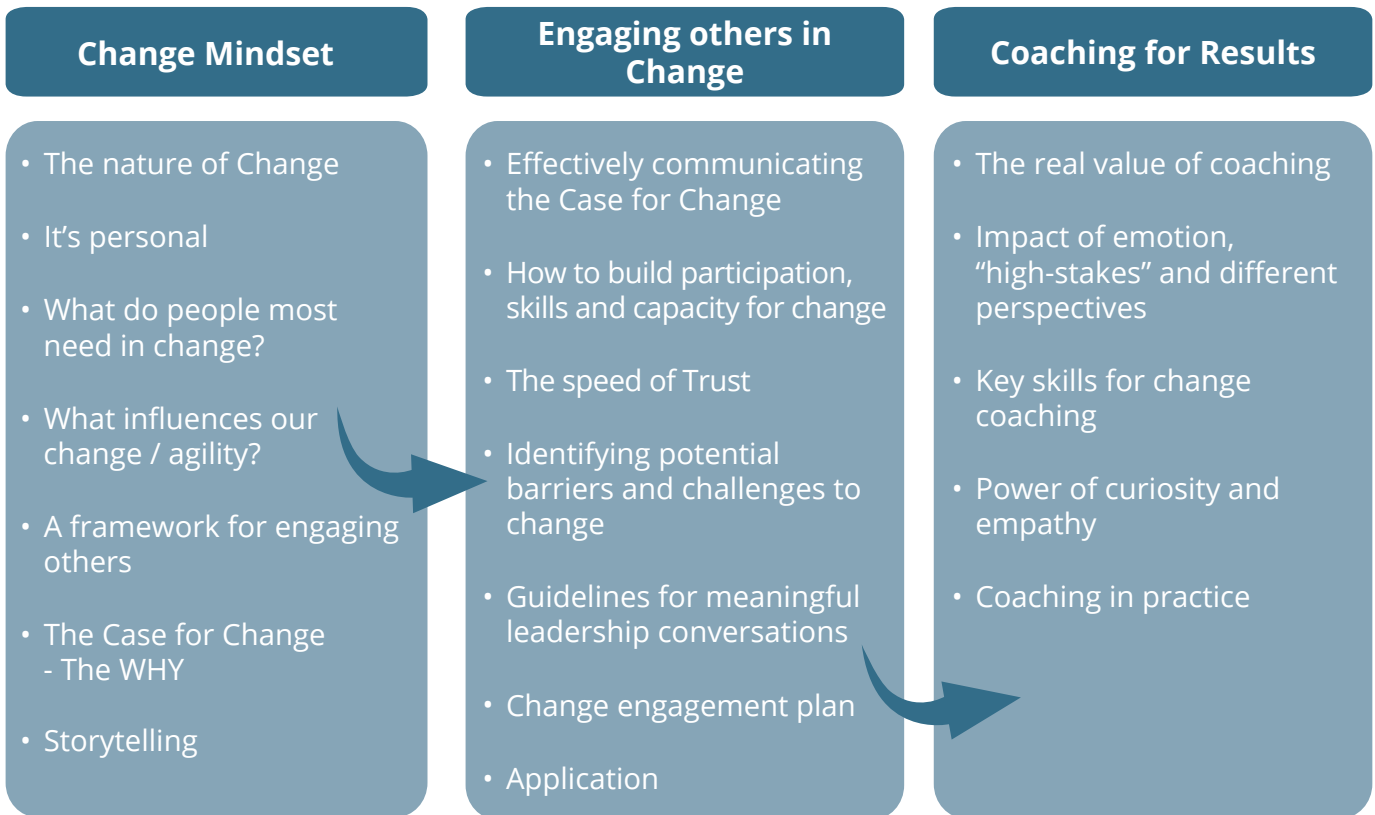 Change Mindset
• The nature of Change
• It’s personal
• What do people most
need in change?
• What influences our
change / agility?
• A framework for engaging
others
• The Case for Change
- The WHY
• Storytelling
Engaging others in
Change
• Effectively communicating
the Case for Change
• How to build participation,
skills and capacity for change
• The speed of Trust
• Identifying potential
barriers and challenges to
change
• Guidelines for meaningful
leadership conversations
• Change engagement plan
• Application
Coaching for Results
• The real value of coaching
• Impact of emotion,
“high-stakes” and different
perspectives
• Key skills for change
coaching
• Power of curiosity and
empathy
• Coaching in practice